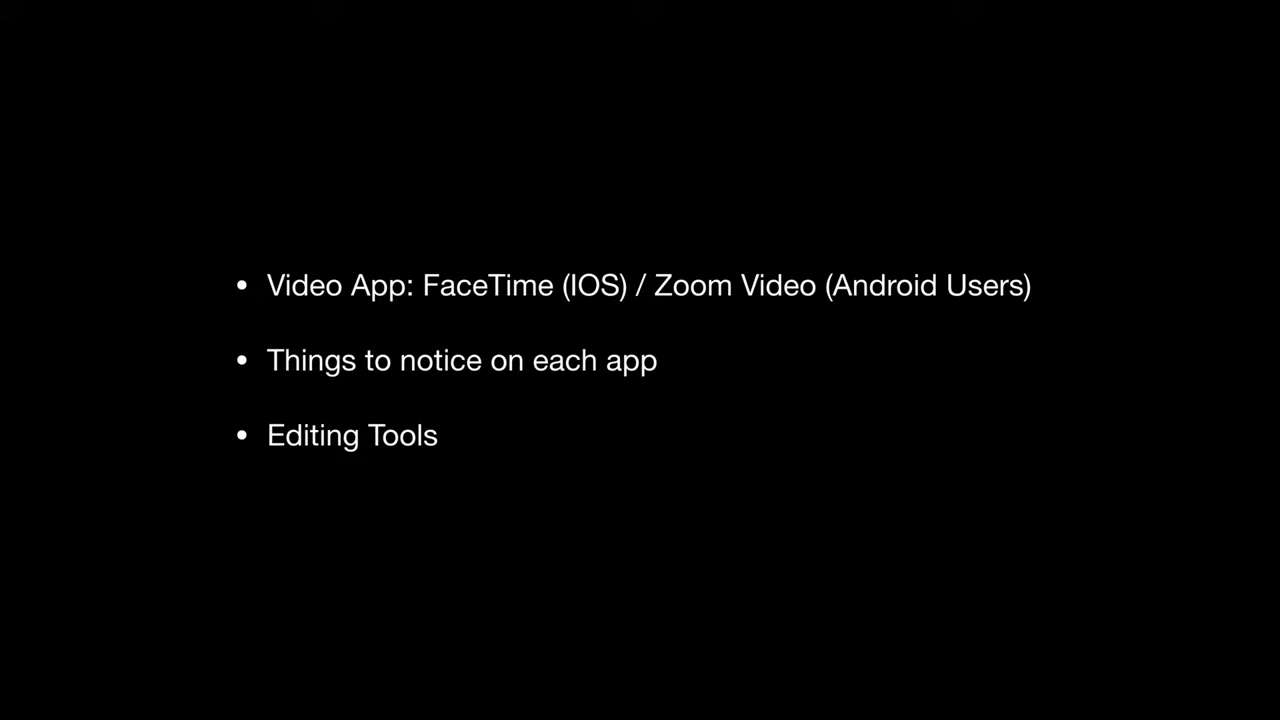 • Video App: FaceTime (IOS) / Zoom Video (Android Users)
• Things to notice on each app
• Editing Tools